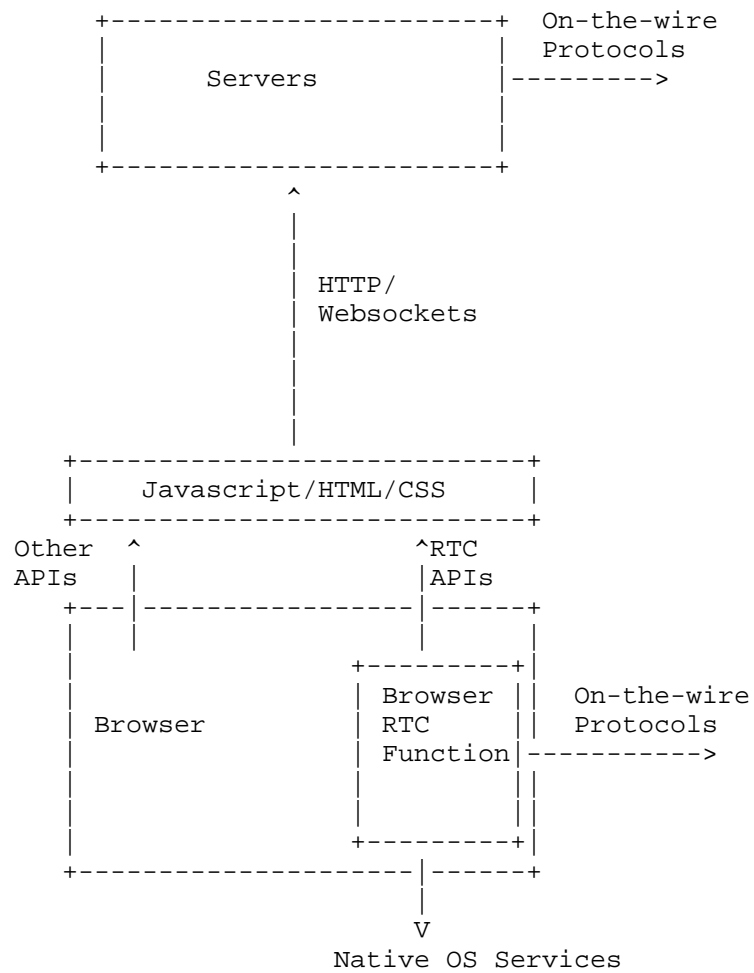 On-the-wire
Protocols
Servers
HTTP/
Websockets
Javascript/HTML/CSS
Other
APIs
RTC
APIs
Browser
RTC
Function
Browser
On-the-wire
Protocols
Native OS Services